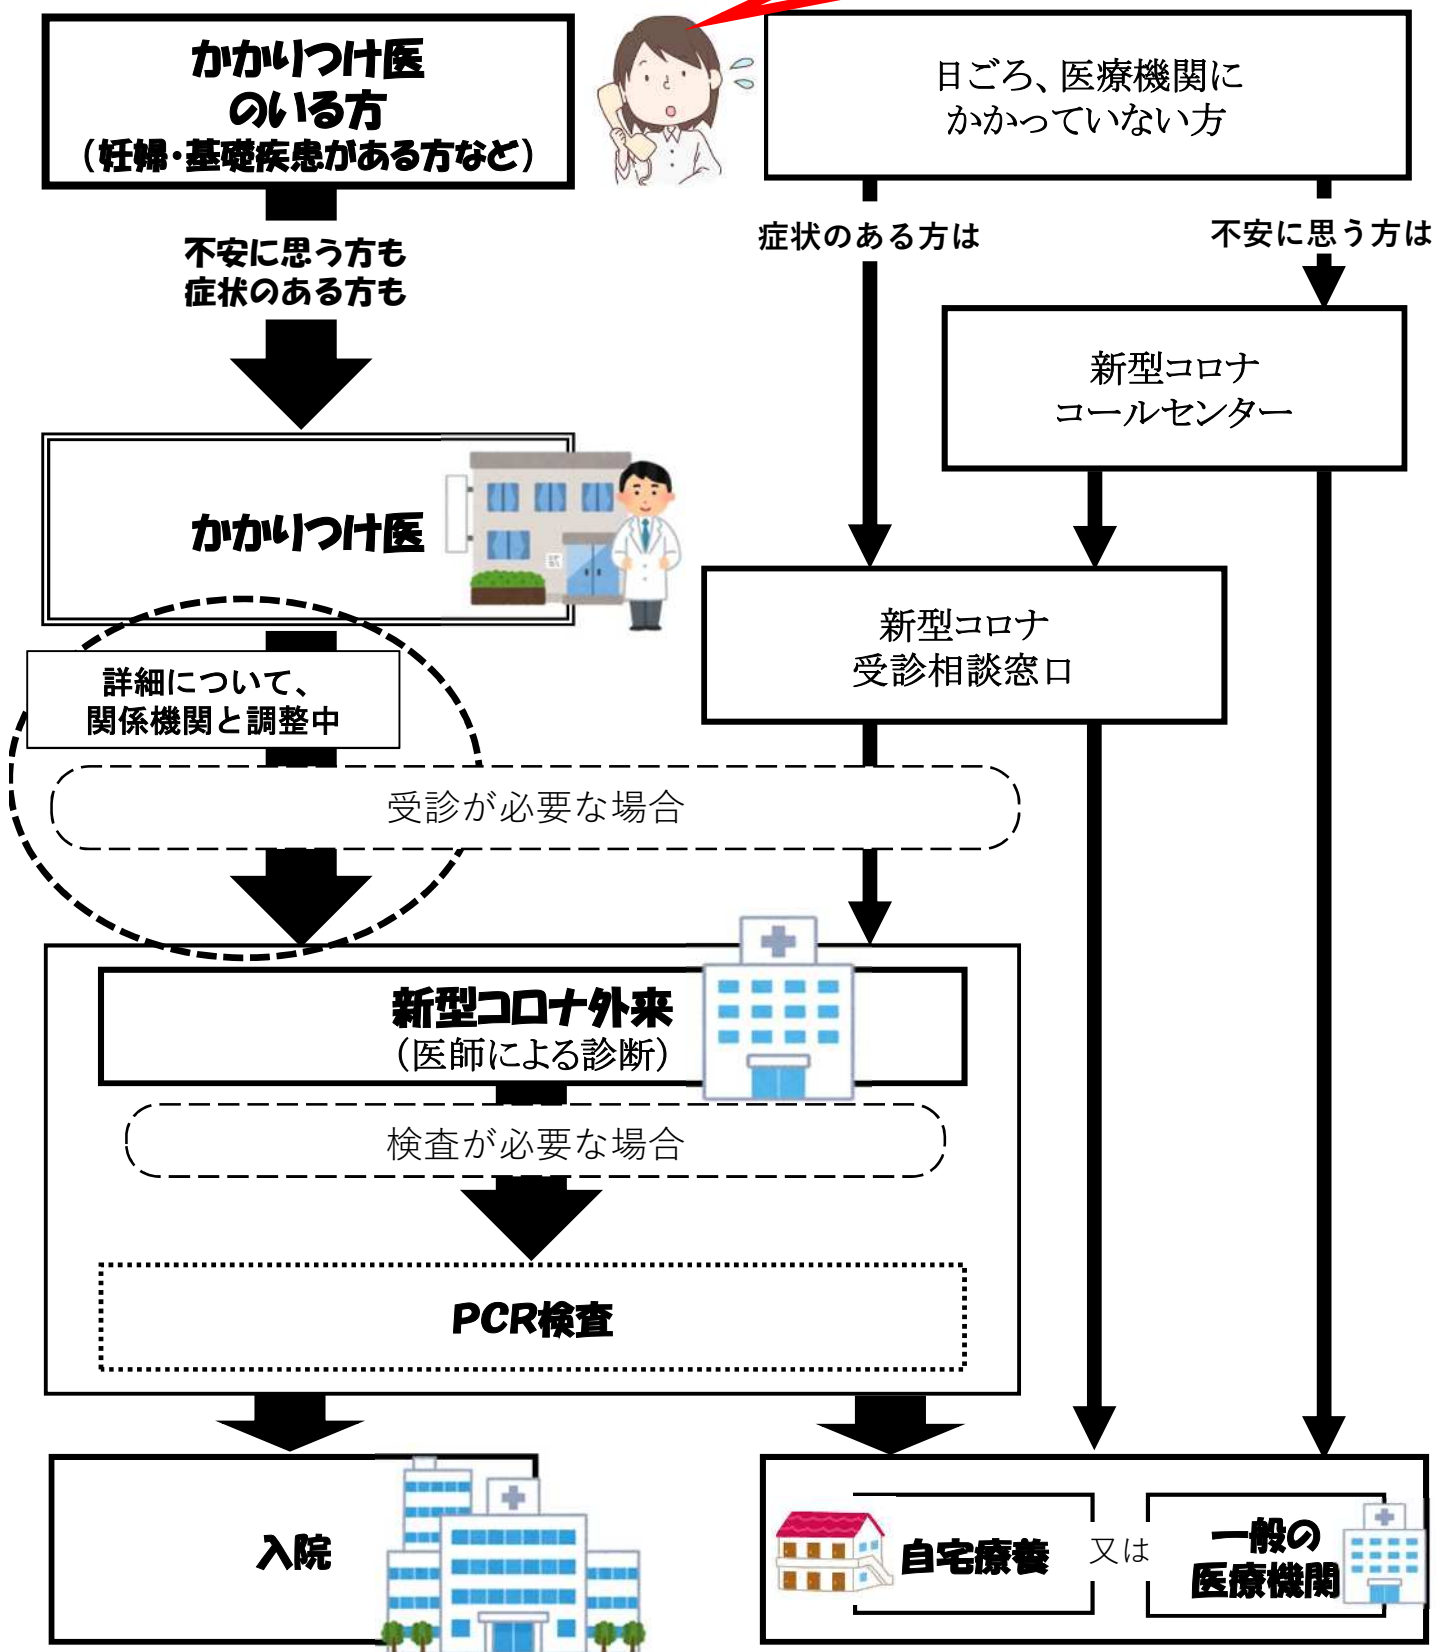 かかりつけ医
のいる方
（妊婦・基礎疾患がある方など）
日ごろ、医療機関に
かかっていない方
不安に思う方も
症状のある方も
症状のある方は
不安に思う方は
新型コロナ
コールセンター
かかりつけ医
新型コロナ
受診相談窓口
詳細について、
関係機関と調整中
受診が必要な場合
新型コロナ外来
（医師による診断）
検査が必要な場合
PCR検査
入院
自宅療養
又は
一般の
医療機関